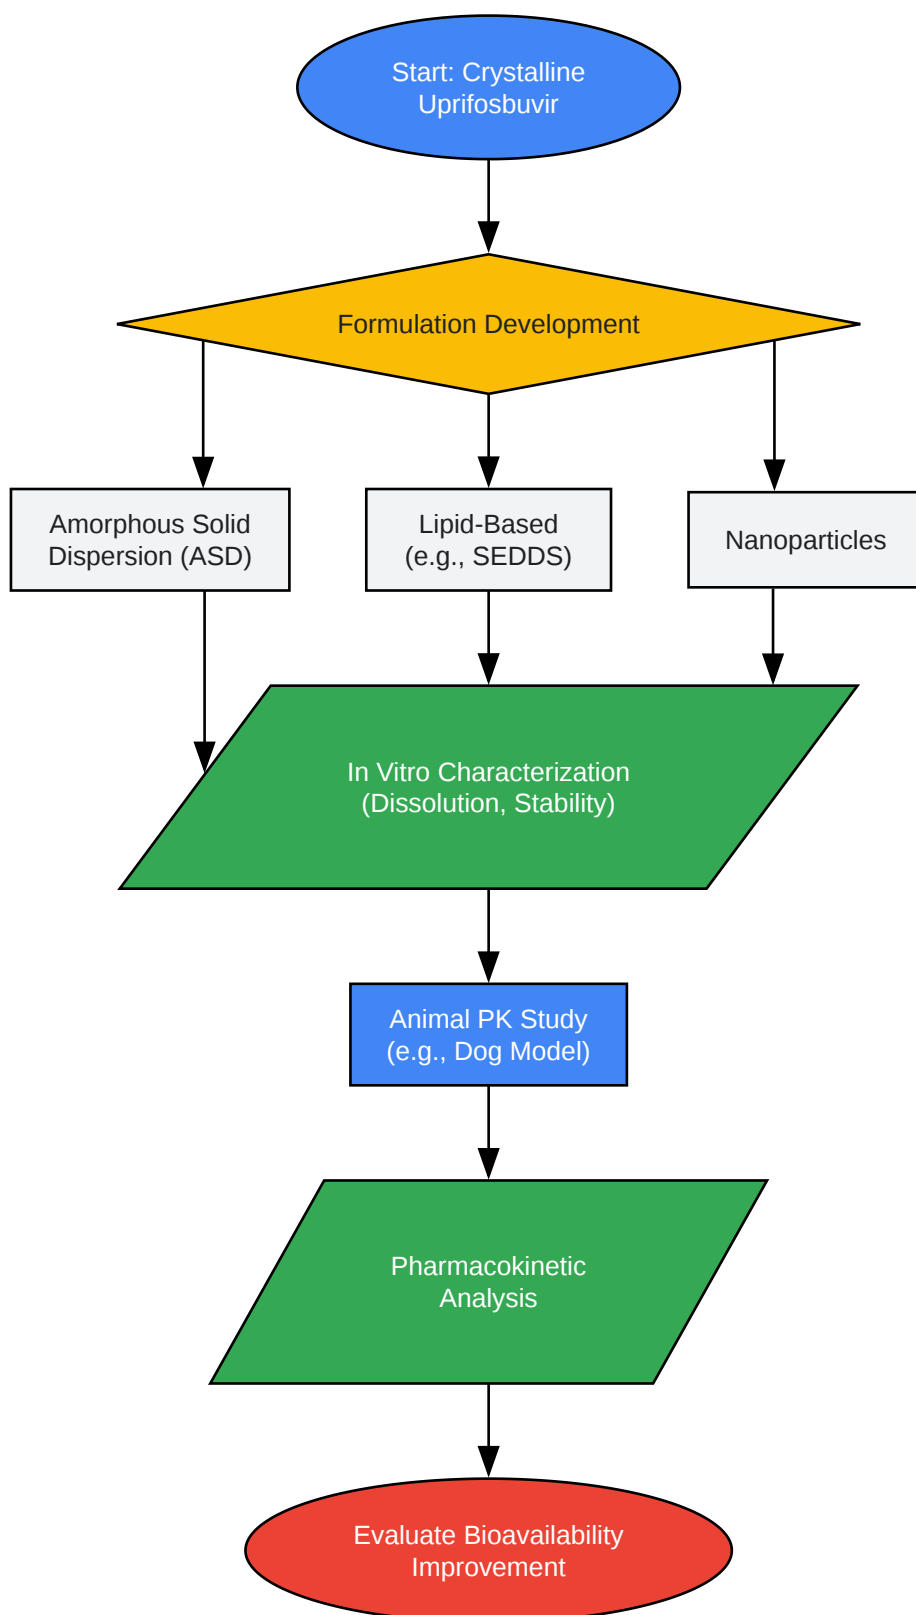 Start: Crystalline
Uprifosbuvir
Formulation Development
Amorphous Solid
Dispersion (ASD)
Lipid-Based
(e.g., SEDDS)
Nanoparticles
In Vitro Characterization
(Dissolution, Stability)
Animal PK Study
(e.g., Dog Model)
Pharmacokinetic
Analysis
Evaluate Bioavailability
Improvement